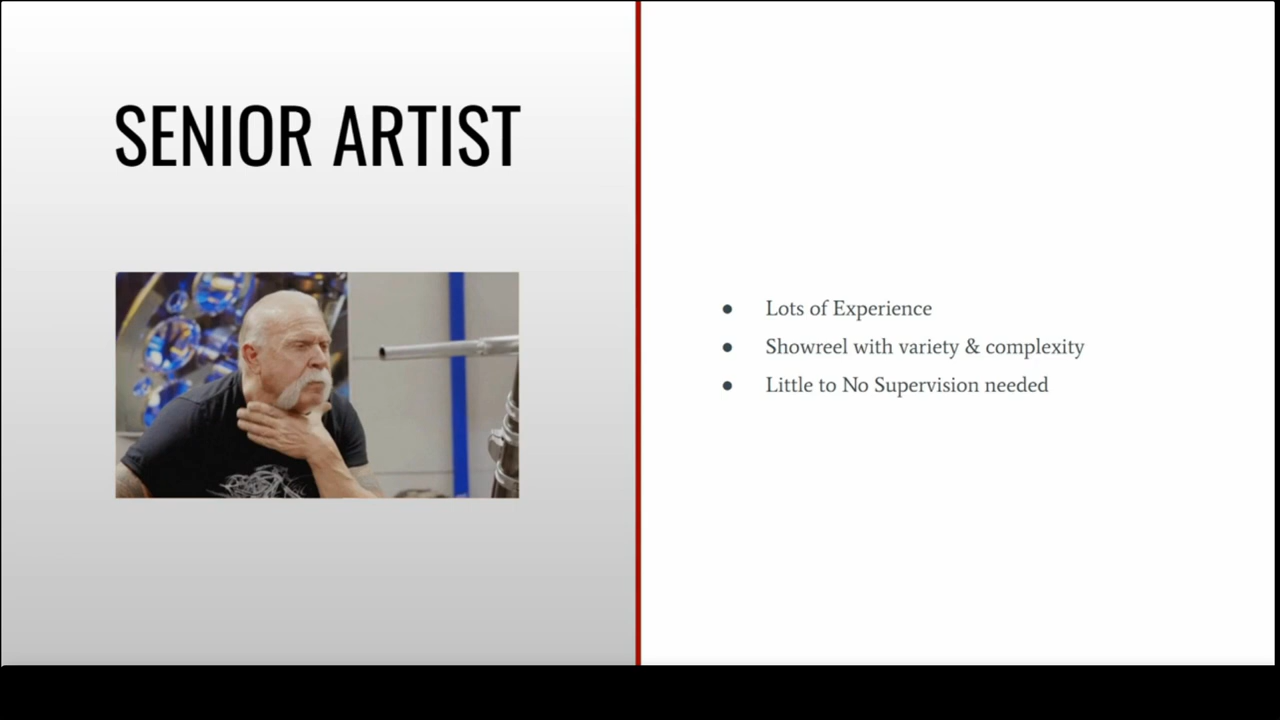 SENIOR ARTIST
● Lots of Experience
● Showreel with variety & complexity
● Little to No Supervision needed